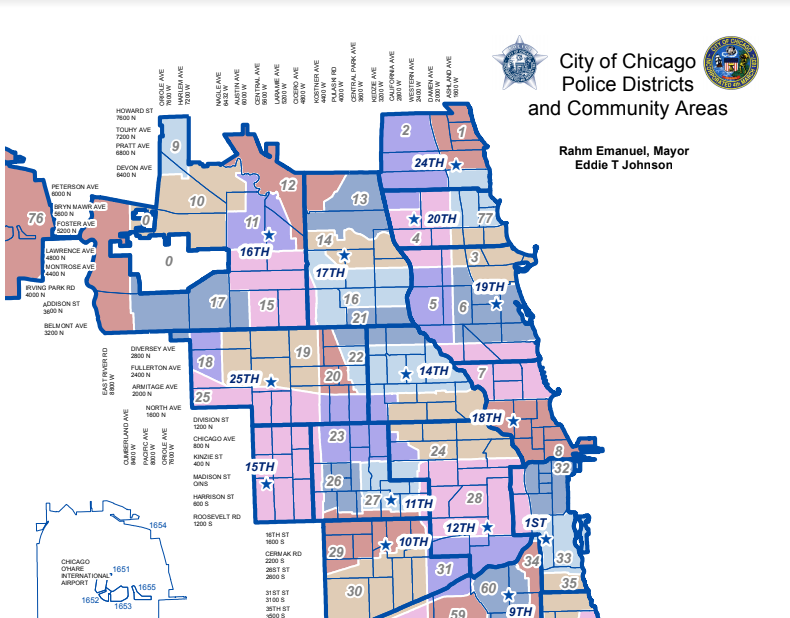 City of Chicago
Police Districts
and Community Areas
Rahm Emanuel, Mayor
Eddie T Johnson
ORIOLE AVE
7600 W
HARLEM AVE
7200 W
NAGLE AVE
6432 W
AUSTIN AVE
6000 W
CENTRAL AVE
5600 W
LARAMIE AVE
5200 W
CICERO AVE
4800 W
KOSTNER AVE
4400 W
PULASKI RD
4000 W
CENTRAL PARK AVE
3600 W
KEDZIE AVE
3200 W
CALIFORNIA AVE
2800 W
WESTERN AVE
2400 W
DAMEN AVE
2000 W
ASHLAND AVE
1600 W
HOWARD ST
7600 N
TOUHY AVE
7200 N
PRATT AVE
6800 N
DEVON AVE
6400 N
PETERSON AVE
6000 N
BRYN MAWR AVE
5600 N
FOSTER AVE
5200 N
LAWRENCE AVE
4800 N
MONTROSE AVE
4400 N
IRVING PARK RD
4000 N
ADDISON ST
3600 N
BELMONT AVE
3200 N
DIVERSEY AVE
2800 N
FULLERTON AVE
2400 N
ARMITAGE AVE
2000 N
NORTH AVE
1600 N
DIVISION ST
1200 N
CHICAGO AVE
800 N
KINZIE ST
400 N
MADISON ST
0NS
HARRISON ST
600 S
ROOSEVELT RD
1200 S
16TH ST
1600 S
CERMAK RD
2200 S
26ST ST
2600 S
31ST ST
3100 S
35TH ST
3500 S
EAST RIVER RD
8800 W
CUMBERLAND AVE
8400 W
PACIFIC AVE
8000 W
ORIOLE AVE
7600 W
9
2
1
24TH
12
10
13
76
0
11
20TH
77
4
16TH
14
3
0
17TH
19TH
17
15
16
5
6
21
18
19
22
25TH
20
14TH
7
25
18TH
23
24
8
15TH
32
26
27
11TH
28
12TH
1ST
29
10TH
31
34
33
30
60
35
9TH
59
1654
CHICAGO
O'HARE
INTERNATIONAL
AIRPORT
1651
1655
1652
1653